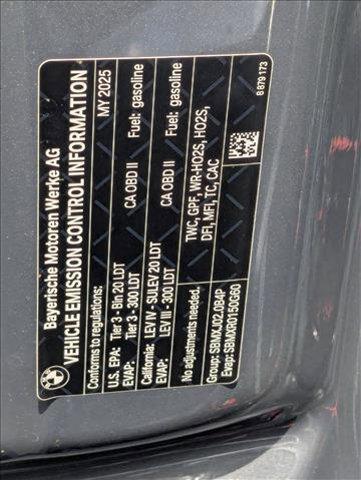 Bayerische Motoren Werke AG
VEHICLE EMISSION CONTROL INFORMATION
Conforms to regulations: MY 2025
U.S. EPA: Tier 3 - Bin 20 LDT Fuel: gasoline
EVAP: Tier 3 - 300 LDT CA OBD II
California: LEV IV - SULEV 20 LDT Fuel: gasoline
EVAP: LEV III - 300 LDT CA OBD II
No adjustments needed.
Group: SBMXJ02.0B4P TWC, GPF, WR-HO2S, HO2S,
Evap: SBMXR0150G60 DFI, MFI, TC, CAC
8 879 173